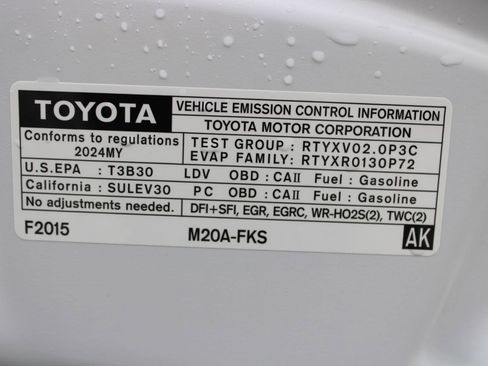 TOYOTA
VEHICLE EMISSION CONTROL INFORMATION
TOYOTA MOTOR CORPORATION
Conforms to regulations
2024MY
TEST GROUP : RTYXV02.0P3C
EVAP FAMILY: RTYXR0130P72
U.S.EPA : T3B30 LDV OBD : CAII Fuel : Gasoline
California : SULEV30 PC OBD : CAII Fuel : Gasoline
No adjustments needed. DFI+SFI, EGR, EGRC, WR-HO2S(2), TWC(2)
F2015 M20A-FKS AK